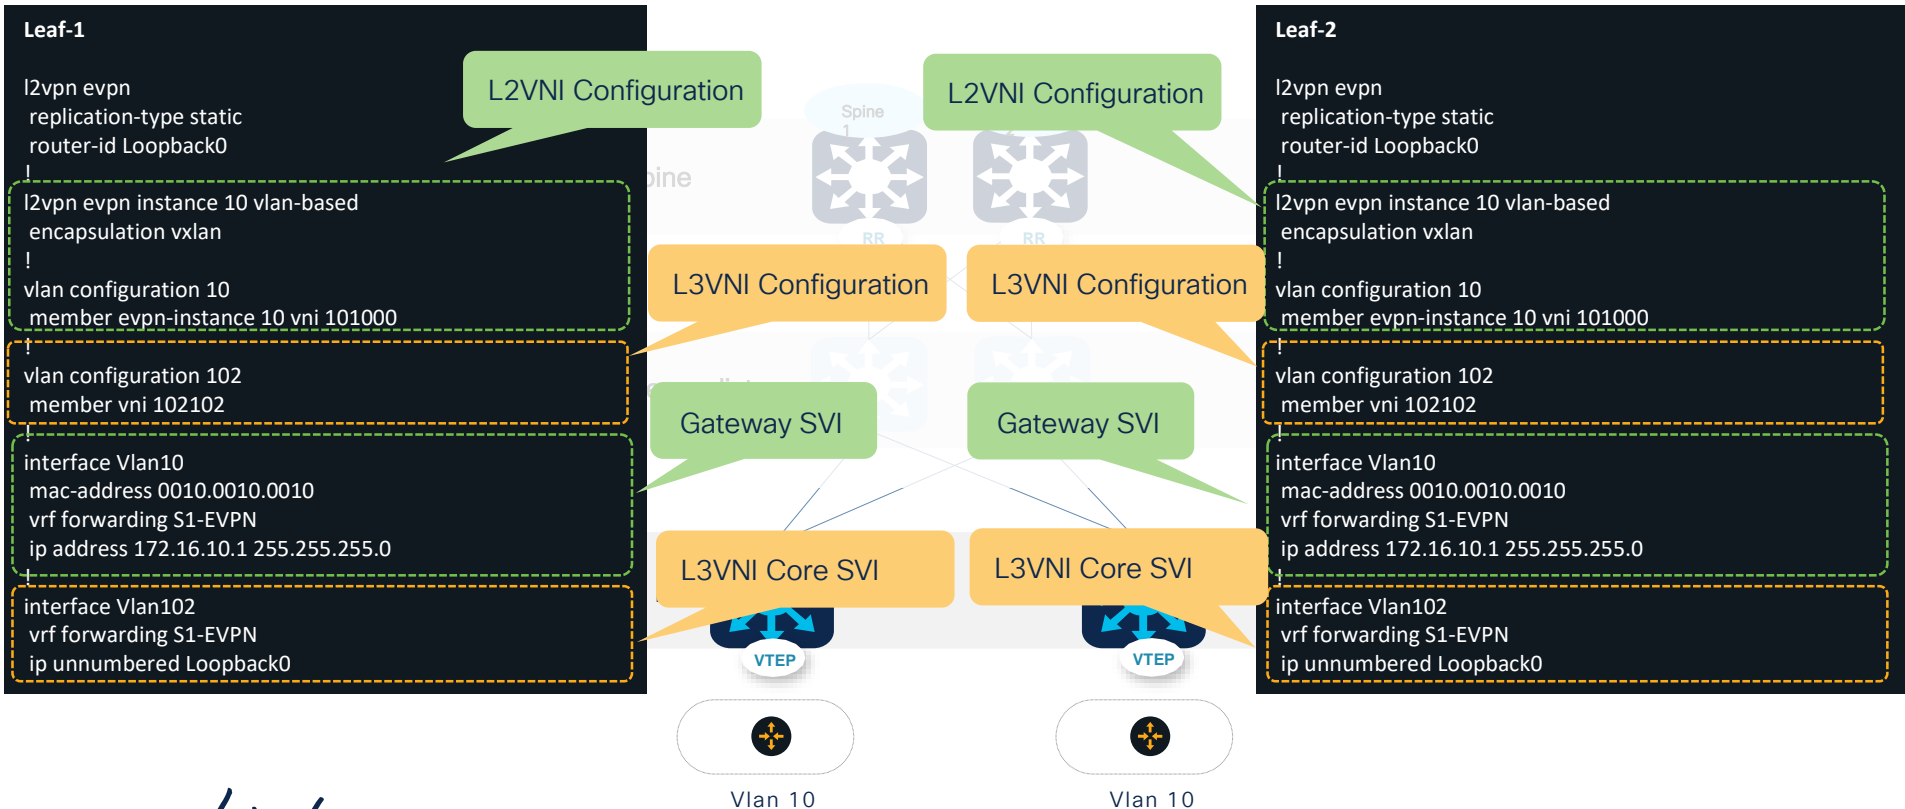 Leaf-1
l2vpn evpn
replication-type static
router-id Loopback0
!
l2vpn evpn instance 10 vlan-based
encapsulation vxlan
!
vlan configuration 10
member evpn-instance 10 vni 101000
!
vlan configuration 102
member vni 102102
!
interface Vlan10
mac-address 0010.0010.0010
vrf forwarding S1-EVPN
ip address 172.16.10.1 255.255.255.0
!
interface Vlan102
vrf forwarding S1-EVPN
ip unnumbered Loopback0
L2VNI Configuration
L2VNI Configuration
Spine
1
RR
RR
L3VNI Configuration
L3VNI Configuration
Gateway SVI
Gateway SVI
L3VNI Core SVI
L3VNI Core SVI
VTEP
VTEP
Vlan 10
Vlan 10
Leaf-2
l2vpn evpn
replication-type static
router-id Loopback0
!
l2vpn evpn instance 10 vlan-based
encapsulation vxlan
!
vlan configuration 10
member evpn-instance 10 vni 101000
!
vlan configuration 102
member vni 102102
!
interface Vlan10
mac-address 0010.0010.0010
vrf forwarding S1-EVPN
ip address 172.16.10.1 255.255.255.0
!
interface Vlan102
vrf forwarding S1-EVPN
ip unnumbered Loopback0